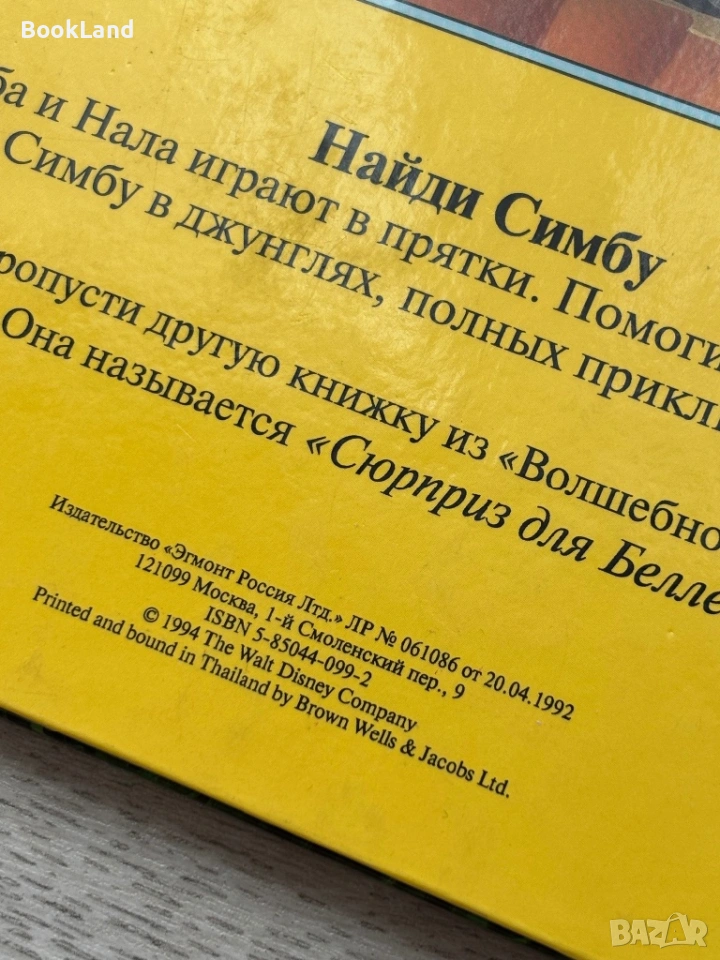 BookLand
Найди Симбу
ба и Нала играют в прятки. Помоги
Симбу в джунглях, полных прикл
ропусти другую книжку из «Волшебно
Она называется «Сюрприз для Белле
Издательство «Эгмонт Россия Лтд.» ЛР № 061086 от 20.04.1992
121099 Москва, 1-й Смоленский пер., 9
ISBN 5-85044-099-2
© 1994 The Walt Disney Company
Printed and bound in Thailand by Brown Wells & Jacobs Ltd.
BAZAR